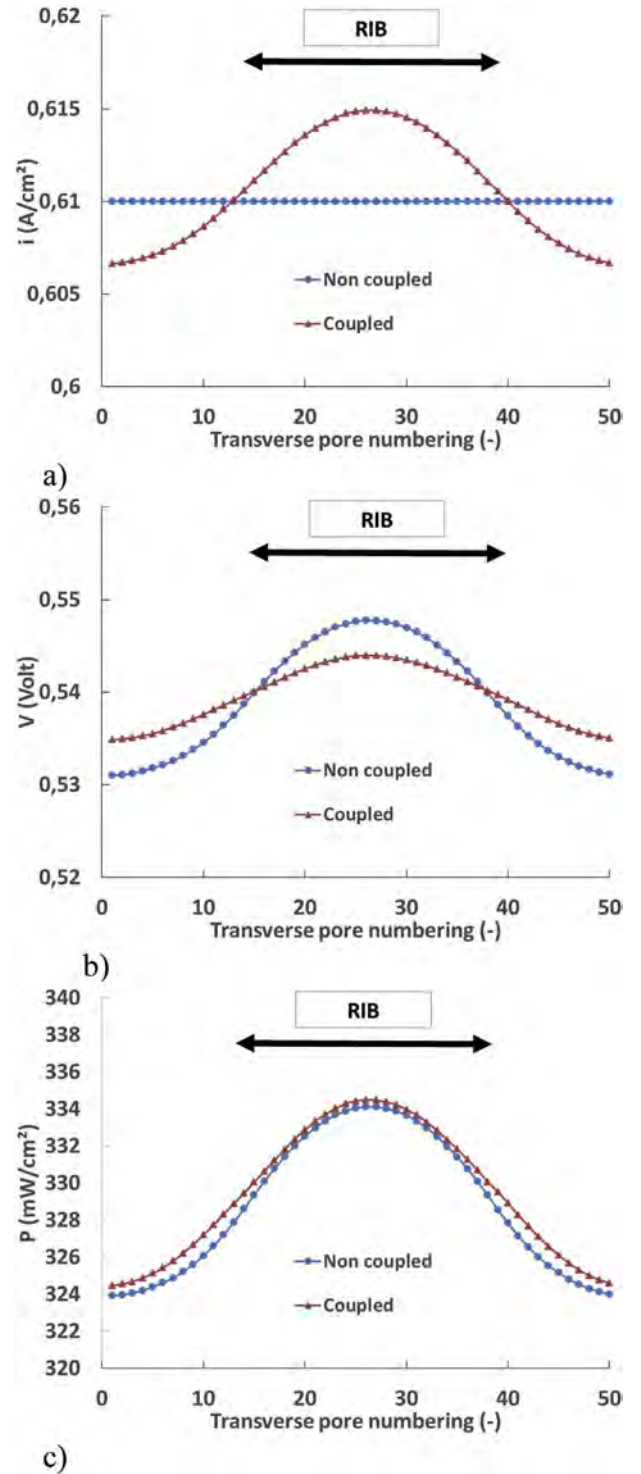 0,62
RIB
0,615
i (A/cm²)
0,61
Non coupled
0,605
Coupled
0,6
0 10 20 30 40 50
Transverse pore numbering (-)
a)
0,56
RIB
0,55
V (Volt)
0,54
0,53
Non coupled
Coupled
0,52
0 10 20 30 40 50
Transverse pore numbering (-)
b)
340
RIB
338
336
334
332
P (mW/cm²)
330
328
326
Non coupled
324
Coupled
322
320
0 10 20 30 40 50
Transverse pore numbering (-)
c)